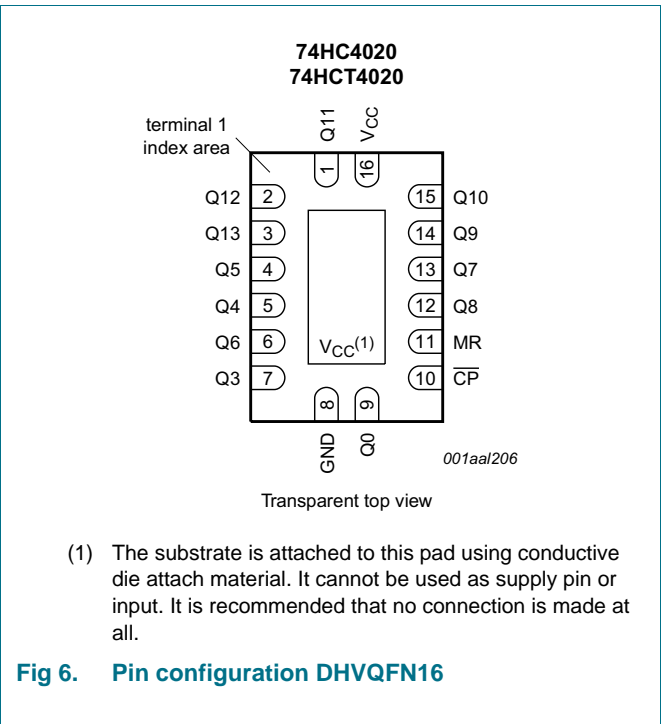 74HC4020
74HCT4020
terminal 1
index area
Q11
VCC
1
16
Q12 2
15 Q10
Q13 3
14 Q9
Q5 4
13 Q7
Q4 5
12 Q8
Q6 6
VCC(1)
11 MR
Q3 7
10 C̅P̅
8
9
GND
Q0
001aal206
Transparent top view
(1) The substrate is attached to this pad using conductive
die attach material. It cannot be used as supply pin or
input. It is recommended that no connection is made at
all.
Fig 6. Pin configuration DHVQFN16